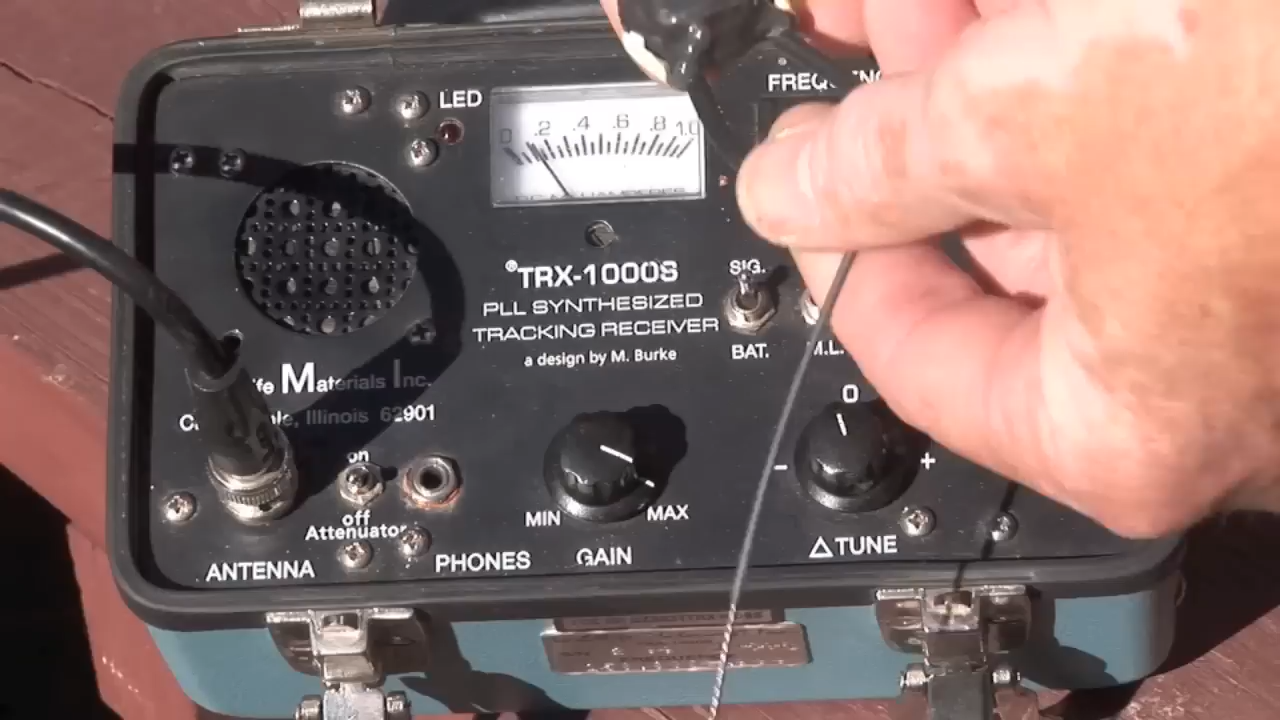 LED
0 .2 .4 .6 .8 1.0
®TRX-1000S
PLL SYNTHESIZED
TRACKING RECEIVER
a design by M. Burke
SIG.
BAT.
M.L.
Materials Inc.
Illinois 62901
on
off
Attenuator
ANTENNA
PHONES
MIN
MAX
GAIN
0
-
+
△TUNE